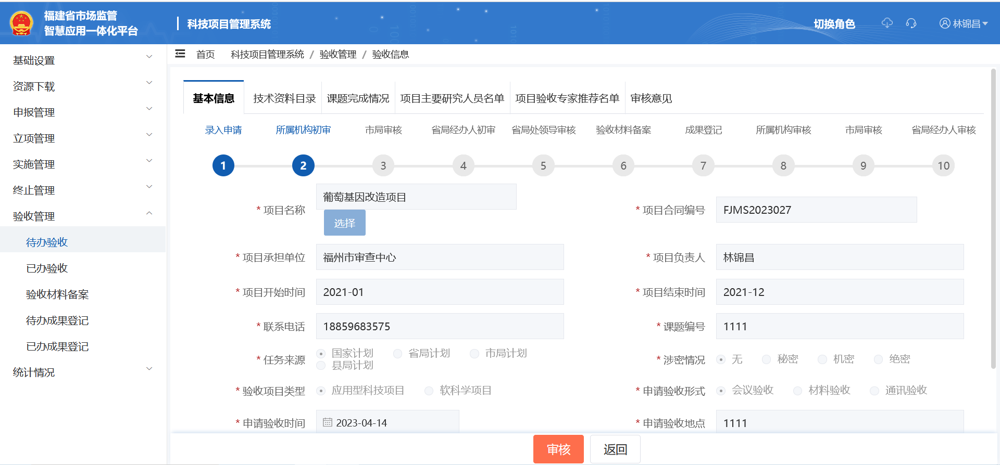 福建省市场监管
智慧应用一体化平台
科技项目管理系统
切换角色
林锦昌
基础设置
资源下载
申报管理
立项管理
实施管理
终止管理
验收管理
待办验收
已办验收
验收材料备案
待办成果登记
已办成果登记
统计情况
首页 科技项目管理系统 / 验收管理 / 验收信息
基本信息 技术资料目录 课题完成情况 项目主要研究人员名单 项目验收专家推荐名单 审核意见
录入申请 所属机构初审 市局审核 省局经办人初审 省局处领导审核 验收材料备案 成果登记 所属机构审核 市局审核 省局经办人审核
1 2 3 4 5 6 7 8 9 10
* 项目名称 葡萄基因改造项目
选择
* 项目合同编号 FJMS2023027
* 项目承担单位 福州市审查中心 * 项目负责人 林锦昌
* 项目开始时间 2021-01 * 项目结束时间 2021-12
* 联系电话 18859683575 * 课题编号 1111
* 任务来源 国家计划 省局计划 市局计划
县局计划
* 涉密情况 无 秘密 机密 绝密
* 验收项目类型 应用型科技项目 软科学项目 * 申请验收形式 会议验收 材料验收 通讯验收
* 申请验收时间 2023-04-14 * 申请验收地点 1111
审核 返回